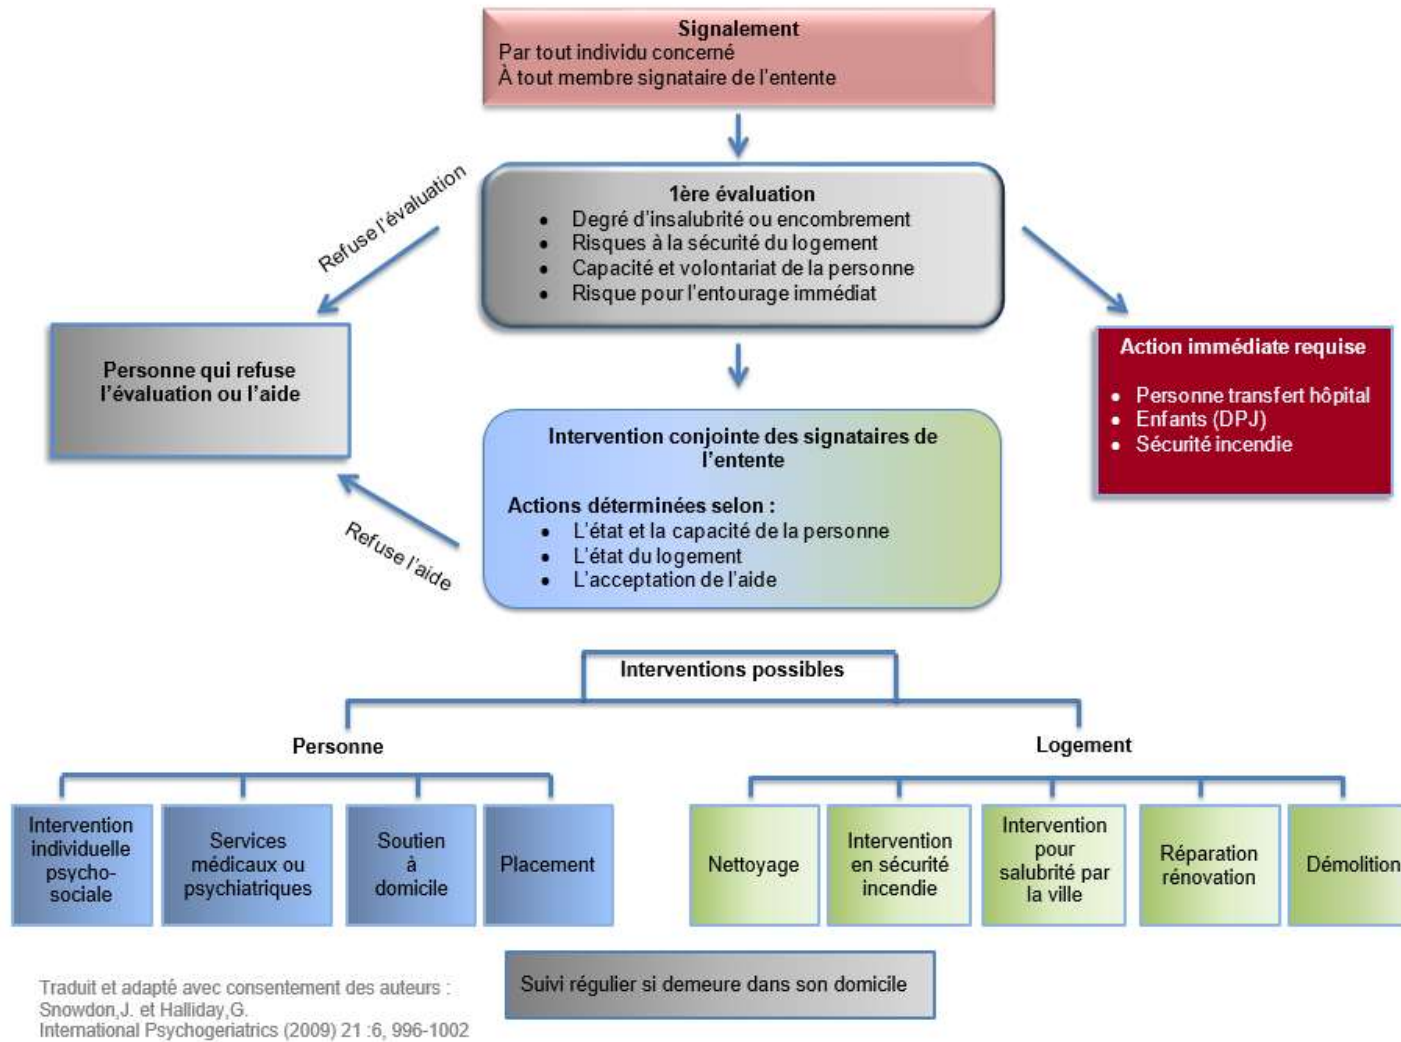 Signalement
Par tout individu concerné
À tout membre signataire de l'entente
Refuse l'évaluation
1ère évaluation
• Degré d'insalubrité ou encombrement
• Risques à la sécurité du logement
• Capacité et volontariat de la personne
• Risque pour l'entourage immédiat
Personne qui refuse
l'évaluation ou l'aide
Action immédiate requise
• Personne transfert hôpital
• Enfants (DPJ)
• Sécurité incendie
Intervention conjointe des signataires de
l'entente
Actions déterminées selon :
• L'état et la capacité de la personne
• L'état du logement
• L'acceptation de l'aide
Refuse l'aide
Interventions possibles
Personne
Logement
Intervention
individuelle
psycho-
sociale
Services
médicaux ou
psychiatriques
Soutien
à
domicile
Placement
Nettoyage
Intervention
en sécurité
incendie
Intervention
pour
salubrité par
la ville
Réparation
rénovation
Démolition
Suivi régulier si demeure dans son domicile
Traduit et adapté avec consentement des auteurs :
Snowdon,J. et Halliday,G.
International Psychogeriatrics (2009) 21 :6, 996-1002